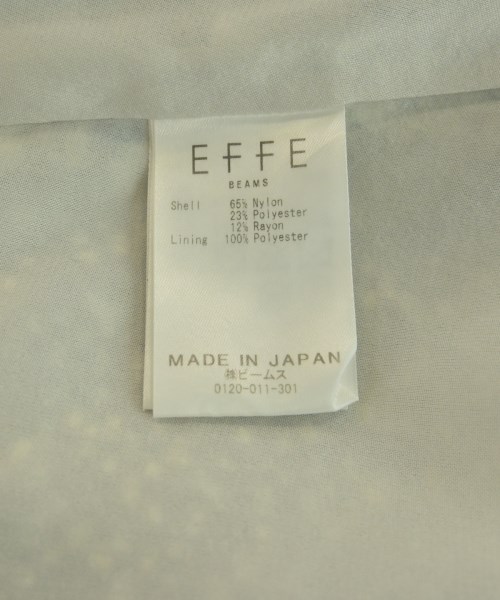 EFFE
BEAMS
Shell 65% Nylon
23% Polyester
12% Rayon
Lining 100% Polyester
MADE IN JAPAN
㈱ビームス
0120-011-301